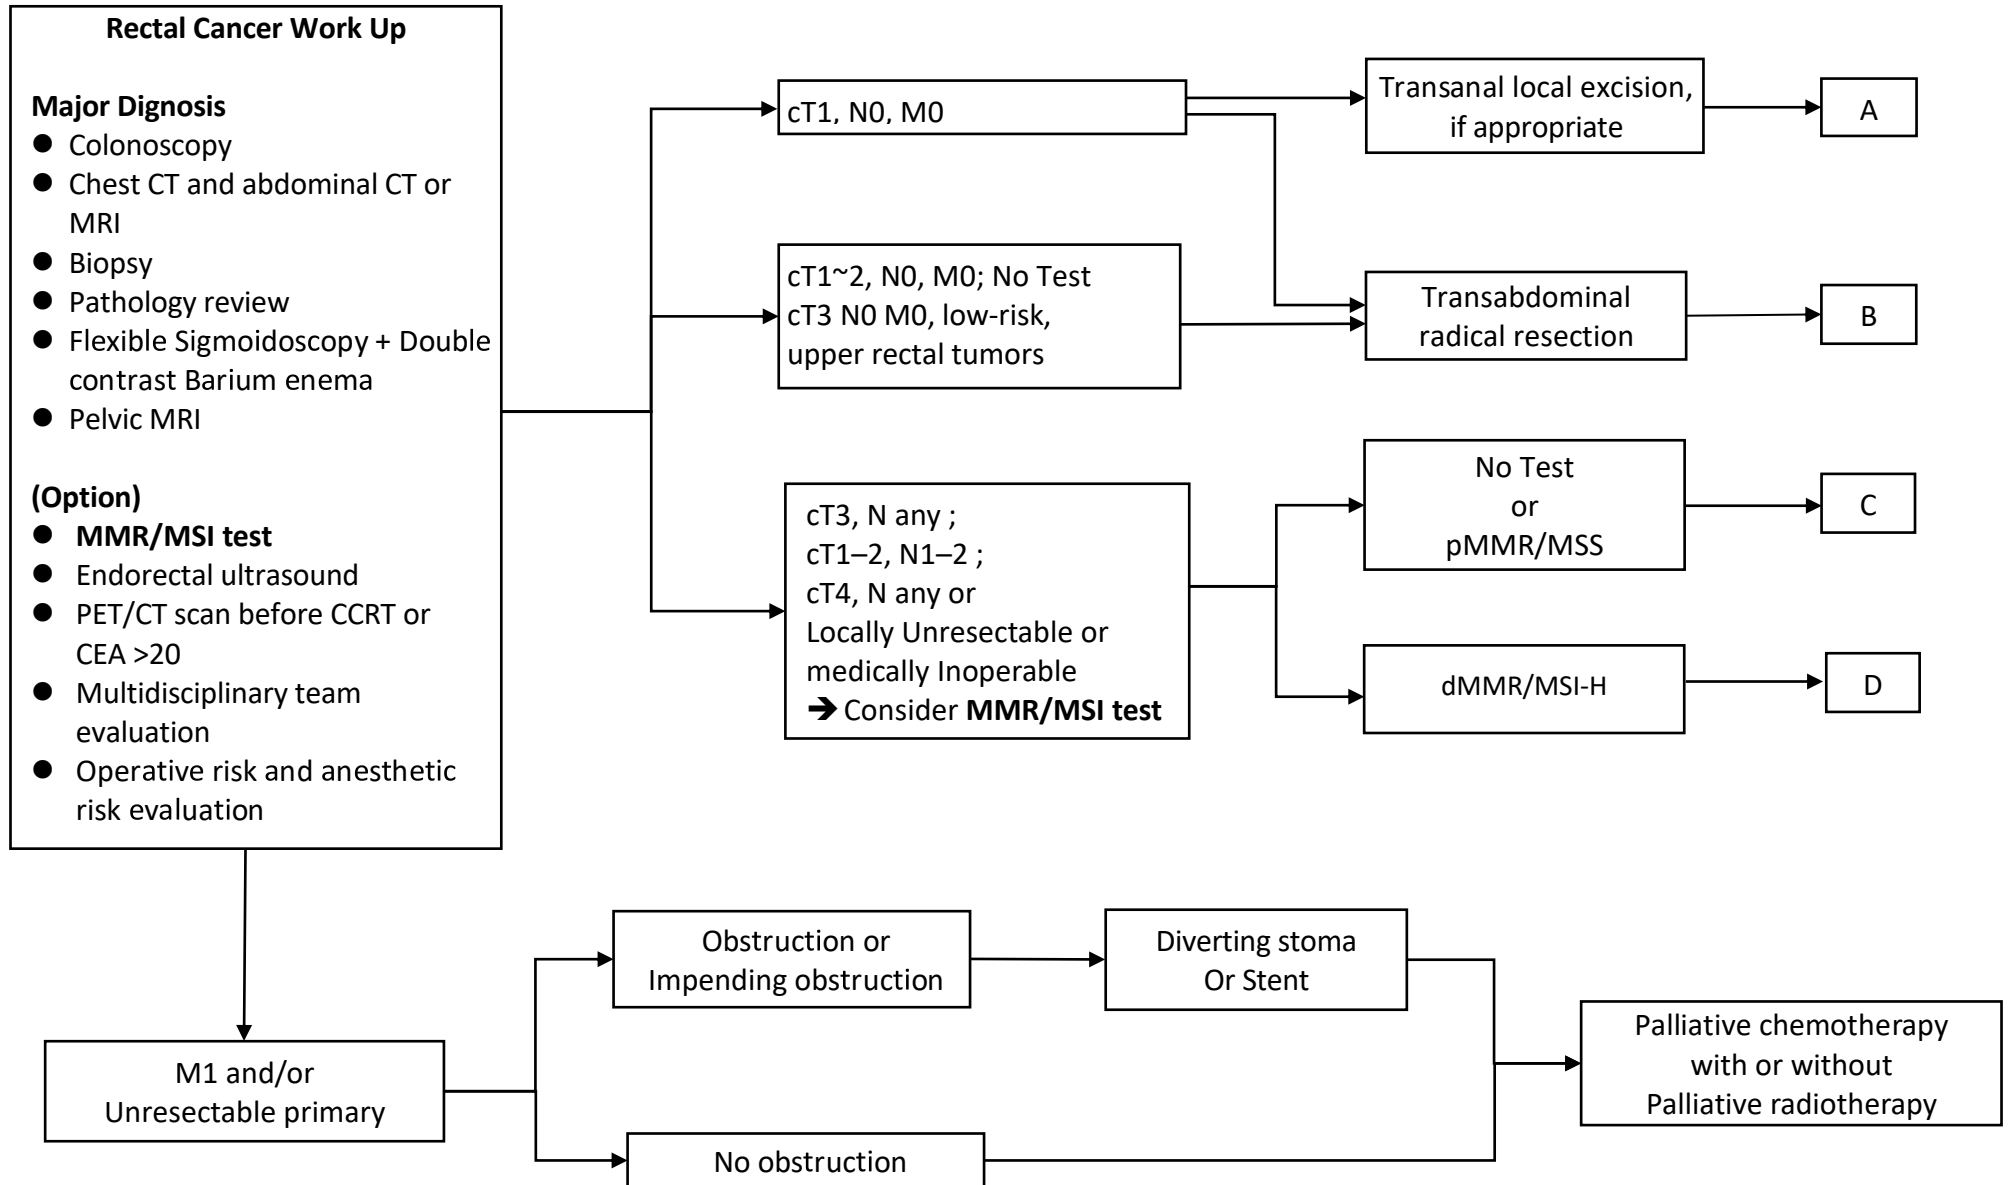 Rectal Cancer Work Up
Major Dignosis
● Colonoscopy
● Chest CT and abdominal CT or
MRI
● Biopsy
● Pathology review
● Flexible Sigmoidoscopy + Double
contrast Barium enema
● Pelvic MRI
(Option)
● MMR/MSI test
● Endorectal ultrasound
● PET/CT scan before CCRT or
CEA >20
● Multidisciplinary team
evaluation
● Operative risk and anesthetic
risk evaluation
cT1, N0, M0
Transanal local excision,
if appropriate
A
cT1~2, N0, M0; No Test
cT3 N0 M0, low-risk,
upper rectal tumors
Transabdominal
radical resection
B
cT3, N any ;
cT1–2, N1–2 ;
cT4, N any or
Locally Unresectable or
medically Inoperable
➔ Consider MMR/MSI test
No Test
or
pMMR/MSS
C
dMMR/MSI-H
D
M1 and/or
Unresectable primary
Obstruction or
Impending obstruction
Diverting stoma
Or Stent
No obstruction
Palliative chemotherapy
with or without
Palliative radiotherapy